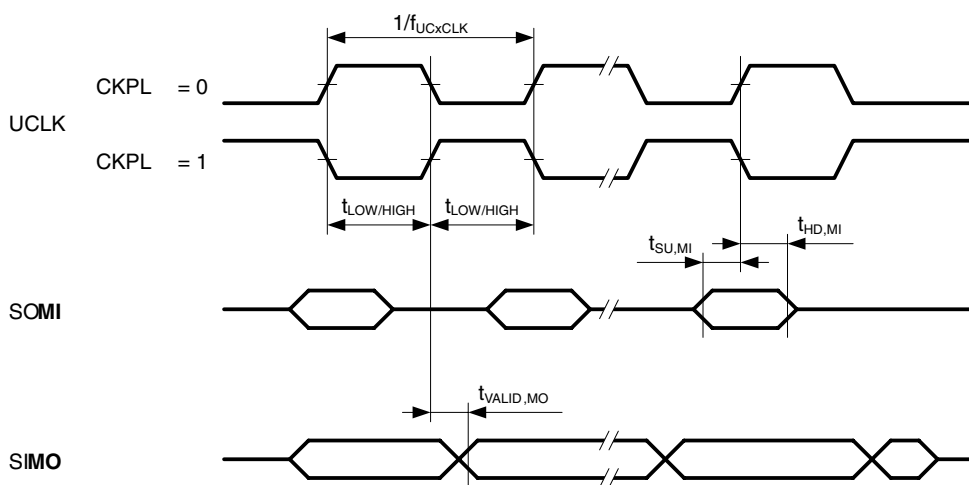 1/fUCxCLK
CKPL = 0
UCLK
CKPL = 1
tLOW/HIGH tLOW/HIGH
tHD,MI
tSU,MI
SOMI
tVALID,MO
SIMO